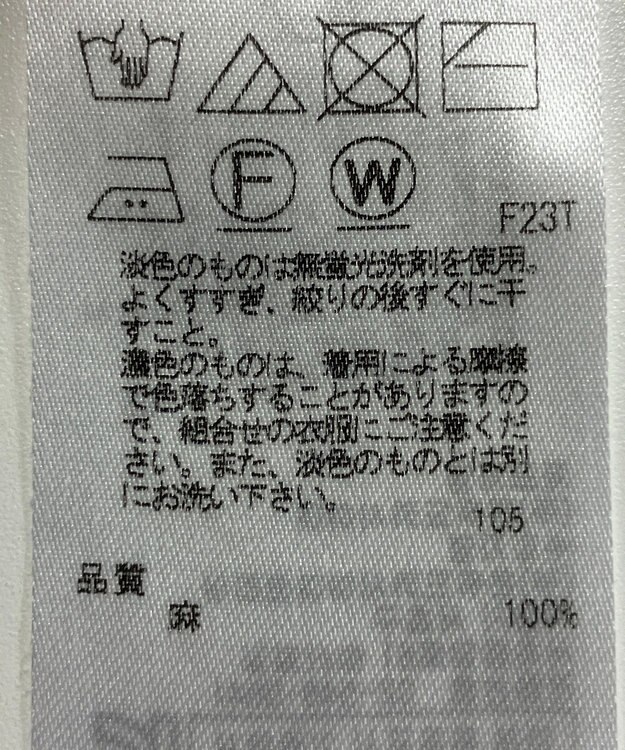 F W
F23T
淡色のものは無蛍光洗剤を使用。
よくすすぎ、絞りの後すぐに干
すこと。
濃色のものは、着用による摩擦
で色落ちすることがありますの
で、組合せの衣服にご注意くだ
さい。また、淡色のものとは別
にお洗い下さい。
105
品質
麻 100%